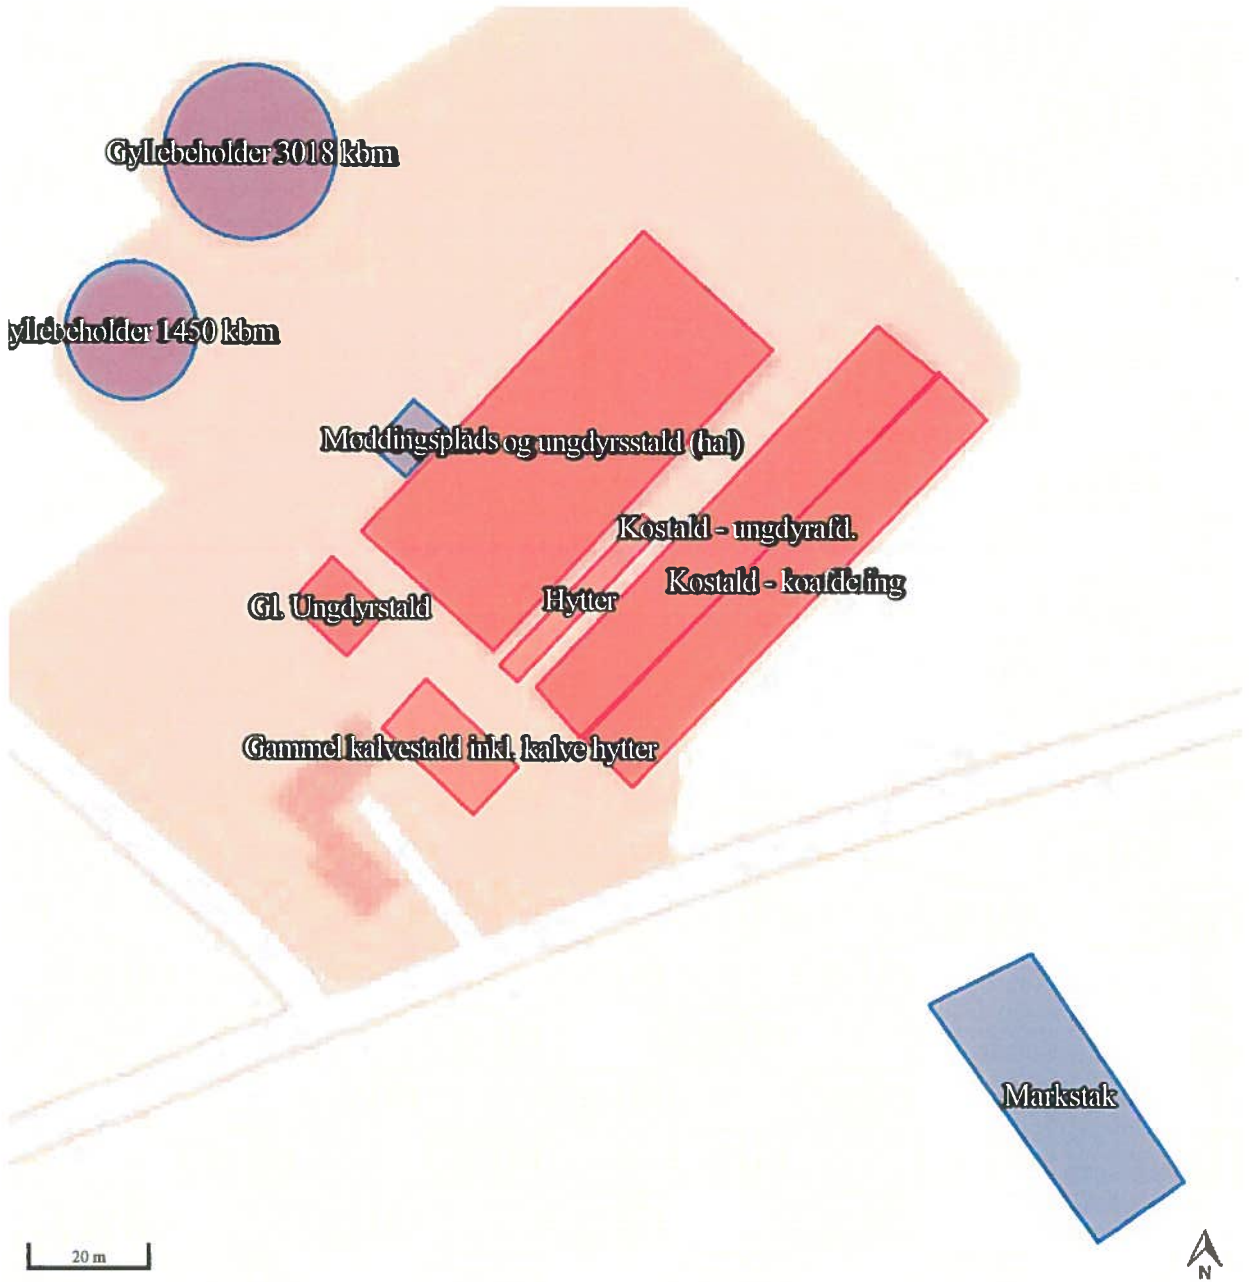 Gyllebeholder 3018 kbm
yllebeholder 1450 kbm
Møddingsplads og ungdyrsstald (hal)
Kostald - ungdyrafd.
Kostald - koafdeling
Hytter
Gl. Ungdyrstald
Gammel kalvestald inkl. kalve hytter
Markstak
20 m
N